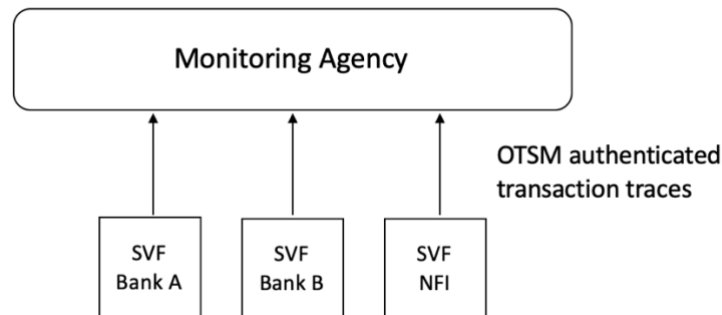 Monitoring Agency
OTSM authenticated
transaction traces
SVF
Bank A
SVF
Bank B
SVF
NFI